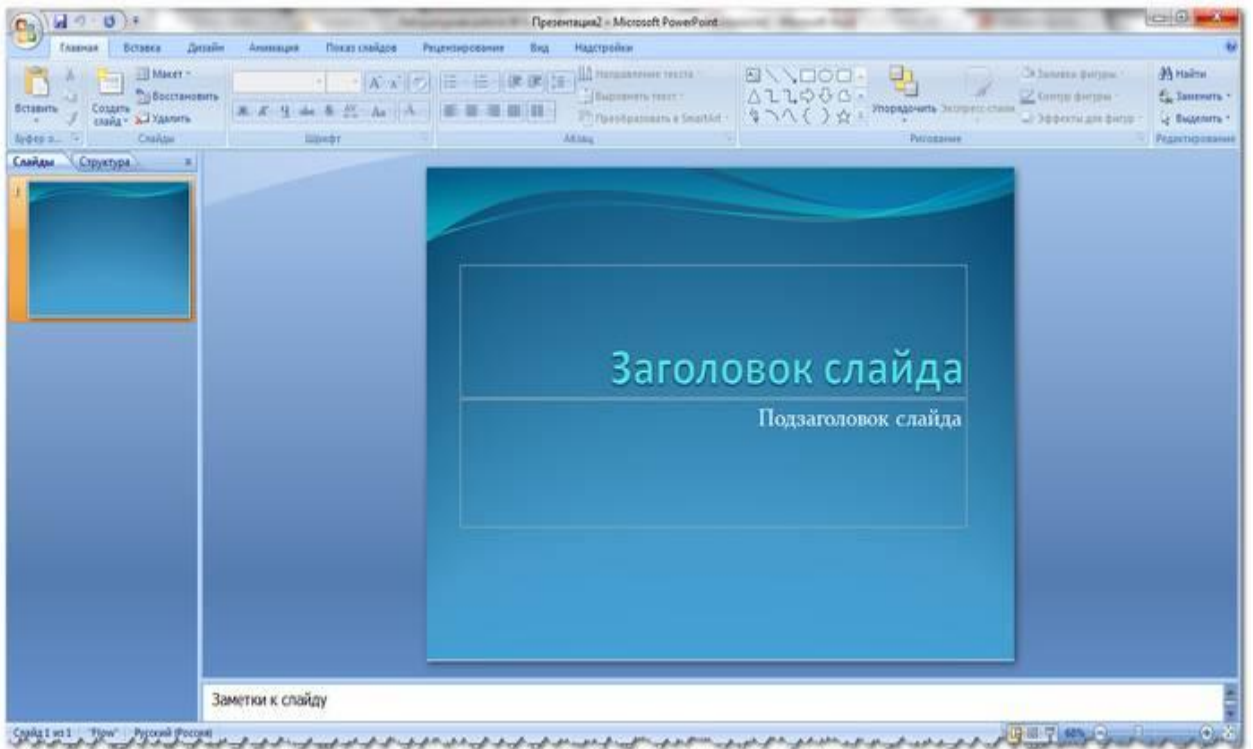 Презентация2 - Microsoft PowerPoint
Главная Вставка Дизайн Анимация Показ слайдов Рецензирование Вид Надстройки
Вставить
Создать слайд
Макет
Восстановить
Удалить
Направление текста
Выровнять текст
Преобразовать в SmartArt
Упорядочить
Экспресс-стили
Заливка фигуры
Контур фигуры
Эффекты для фигур
Найти
Заменить
Выделить
Буфер о... Слайды Шрифт Абзац Рисование Редактирование
Слайды Структура
1
Заголовок слайда
Подзаголовок слайда
Заметки к слайду
Слайд 1 из 1 "Flow" Русский (Россия) 68%